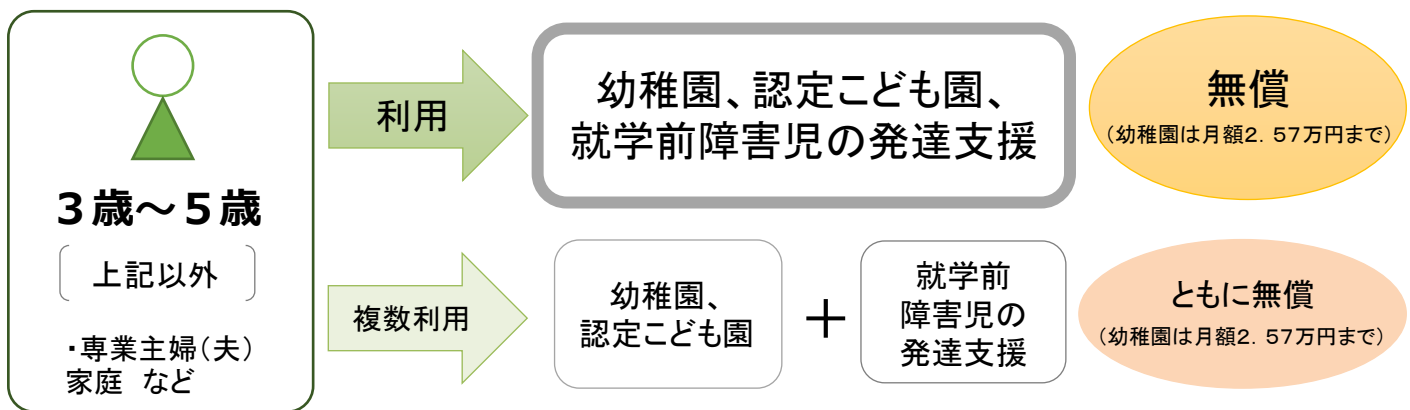 3歳～5歳
上記以外
・専業主婦(夫)
家庭 など
利用
幼稚園、認定こども園、
就学前障害児の発達支援
無償
(幼稚園は月額2．57万円まで)
複数利用
幼稚園、
認定こども園
＋
就学前
障害児の
発達支援
ともに無償
(幼稚園は月額2．57万円まで)